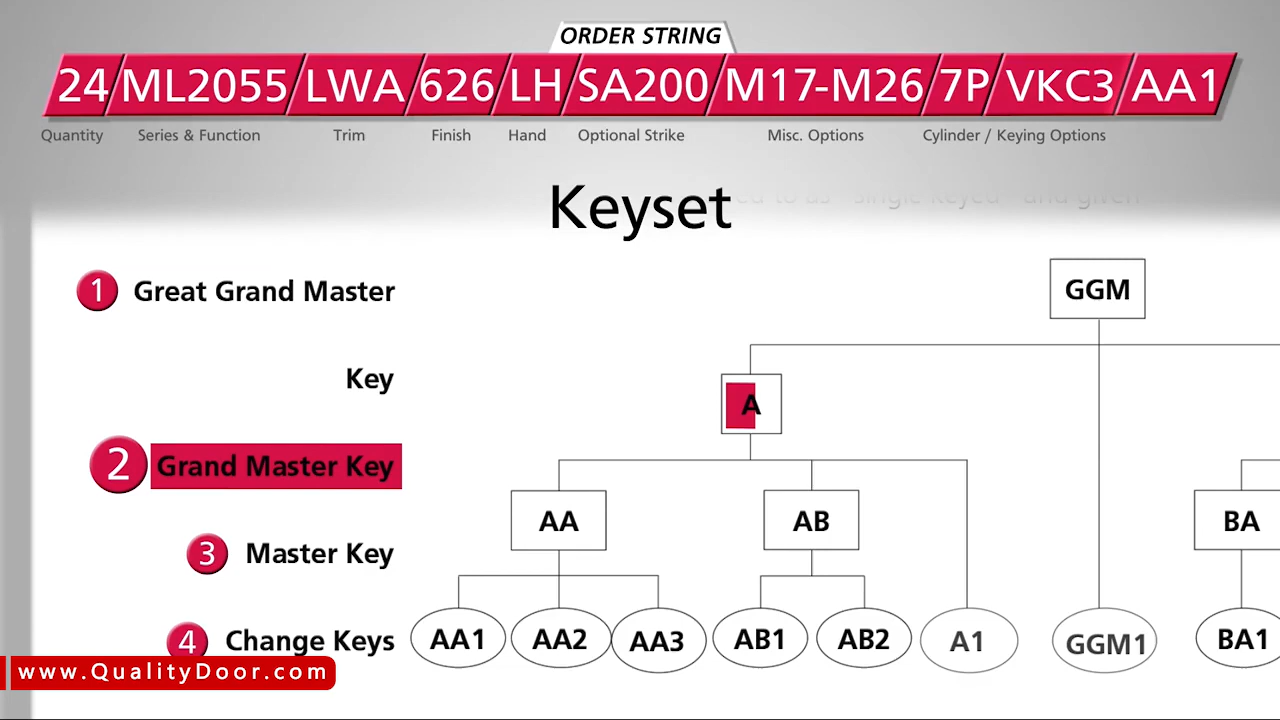 ORDER STRING
24 ML2055 LWA 626 LH SA200 M17-M26 7P VKC3 AA1
Quantity Series & Function Trim Finish Hand Optional Strike Misc. Options Cylinder / Keying Options
Keyset
1 Great Grand Master
Key
2 Grand Master Key
3 Master Key
4 Change Keys
GGM
A
AA AB BA
AA1 AA2 AA3 AB1 AB2 A1 GGM1 BA1
www.QualityDoor.com